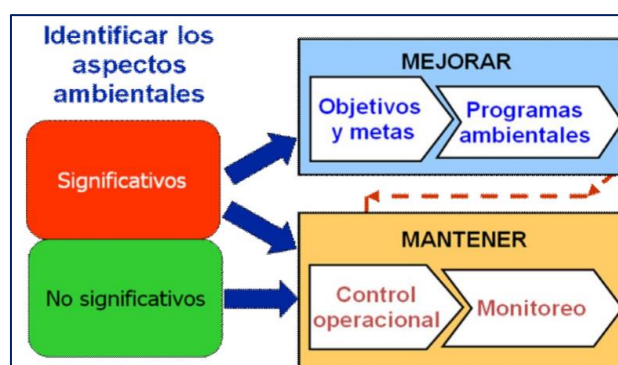 Identificar los
aspectos
ambientales
Significativos
No significativos
MEJORAR
Objetivos
y metas
Programas
ambientales
MANTENER
Control
operacional
Monitoreo